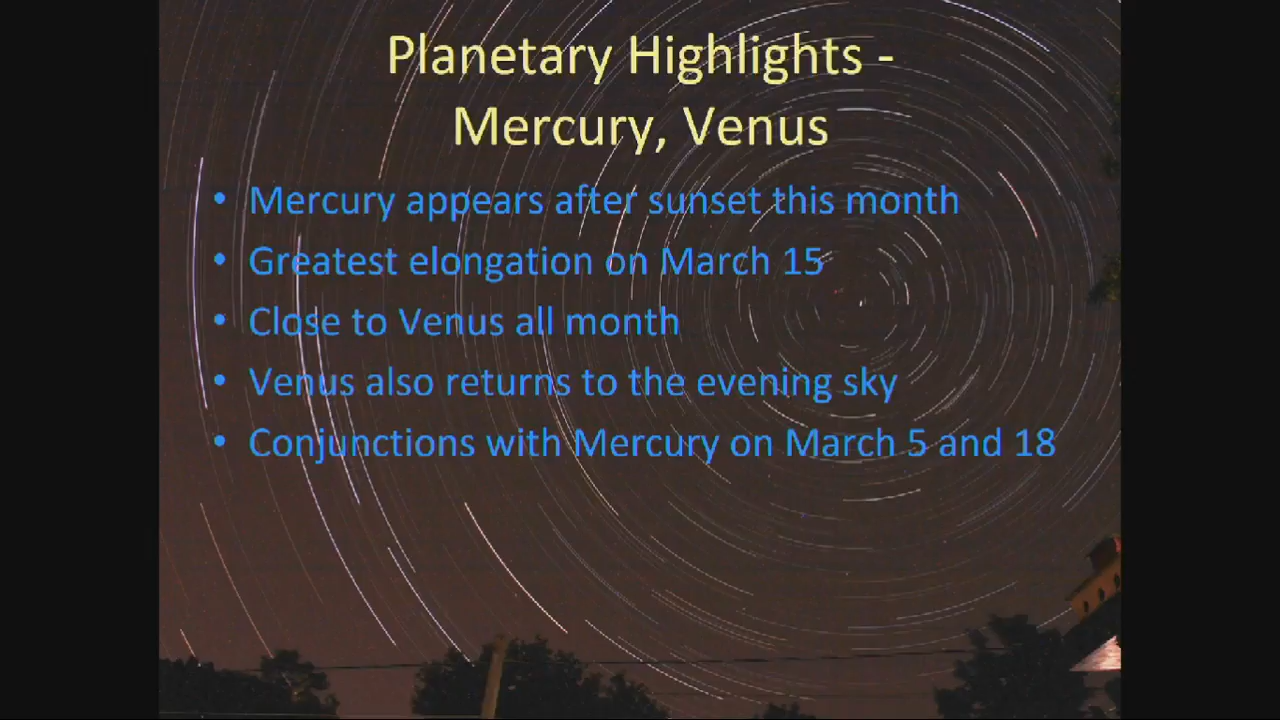 Planetary Highlights -
Mercury, Venus
• Mercury appears after sunset this month
• Greatest elongation on March 15
• Close to Venus all month
• Venus also returns to the evening sky
• Conjunctions with Mercury on March 5 and 18